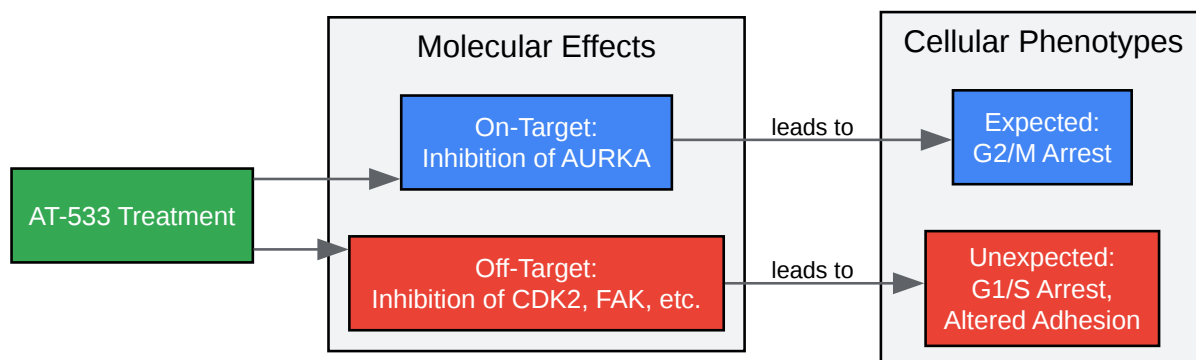 Molecular Effects
Cellular Phenotypes
On-Target:
Inhibition of AURKA
leads to
Expected:
G2/M Arrest
AT-533 Treatment
Off-Target:
Inhibition of CDK2, FAK, etc.
leads to
Unexpected:
G1/S Arrest,
Altered Adhesion